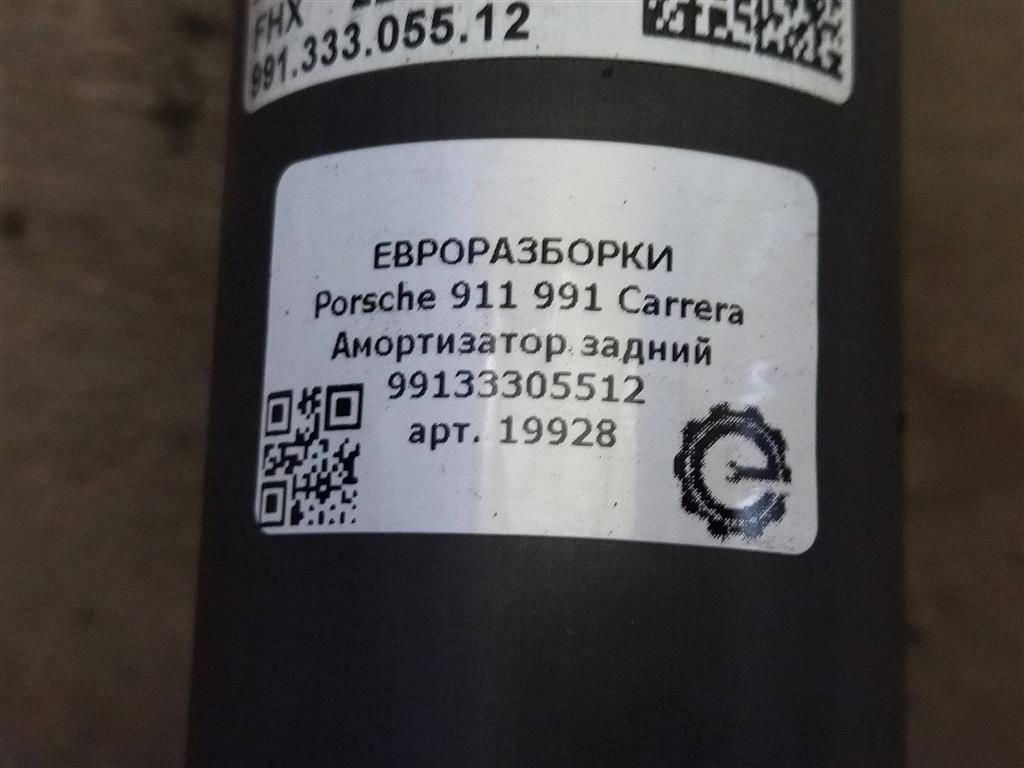 FHX
991.333.055.12
ЕВРОРАЗБОРКИ
Porsche 911 991 Carrera
Амортизатор задний
99133305512
арт. 19928